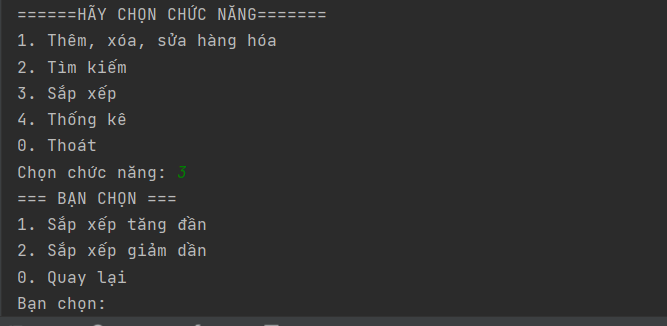 ======HÃY CHỌN CHỨC NĂNG=======
1. Thêm, xóa, sửa hàng hóa
2. Tìm kiếm
3. Sắp xếp
4. Thống kê
0. Thoát
Chọn chức năng: 3
=== BẠN CHỌN ===
1. Sắp xếp tăng đần
2. Sắp xếp giảm dần
0. Quay lại
Bạn chọn: